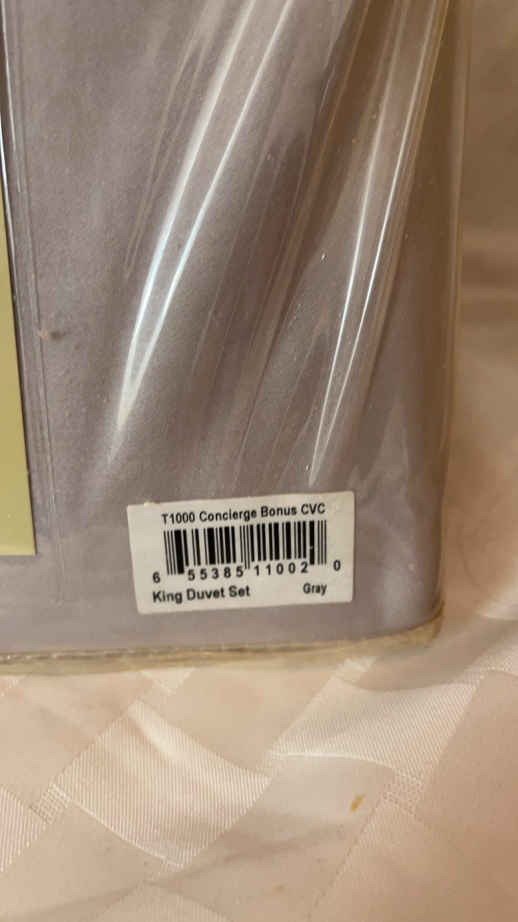 T1000 Concierge Bonus CVC
6 55385 11002 0
King Duvet Set Gray